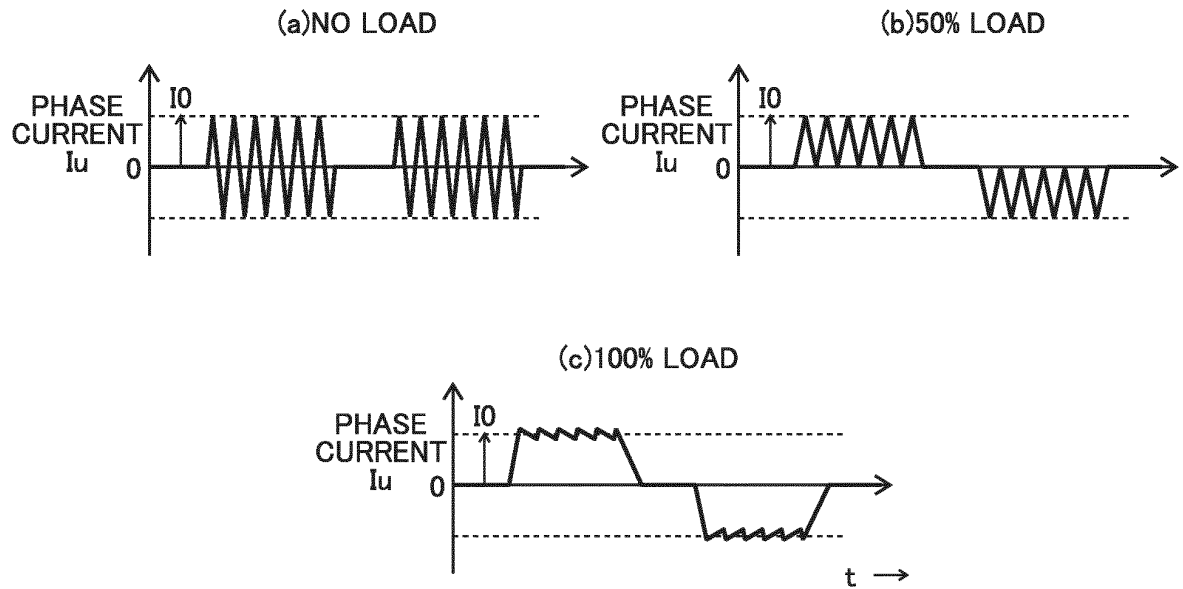 (a)NO LOAD
PHASE
CURRENT
Iu
I0
0
(b)50% LOAD
PHASE
CURRENT
Iu
I0
0
(c)100% LOAD
PHASE
CURRENT
Iu
I0
0
t